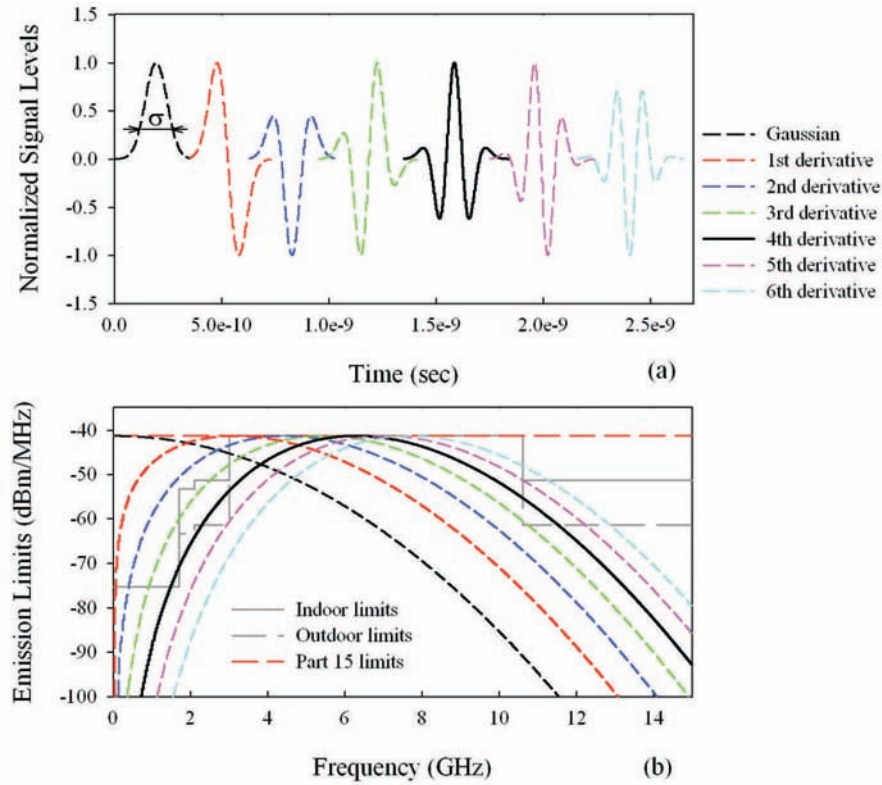 1.5
1.0
0.5
0.0
-0.5
-1.0
-1.5
Normalized Signal Levels
σ
0.0 5.0e-10 1.0e-9 1.5e-9 2.0e-9 2.5e-9
Time (sec)
(a)
Gaussian
1st derivative
2nd derivative
3rd derivative
4th derivative
5th derivative
6th derivative
-40
-50
-60
-70
-80
-90
-100
Emission Limits (dBm/MHz)
Indoor limits
Outdoor limits
Part 15 limits
0 2 4 6 8 10 12 14
Frequency (GHz)
(b)